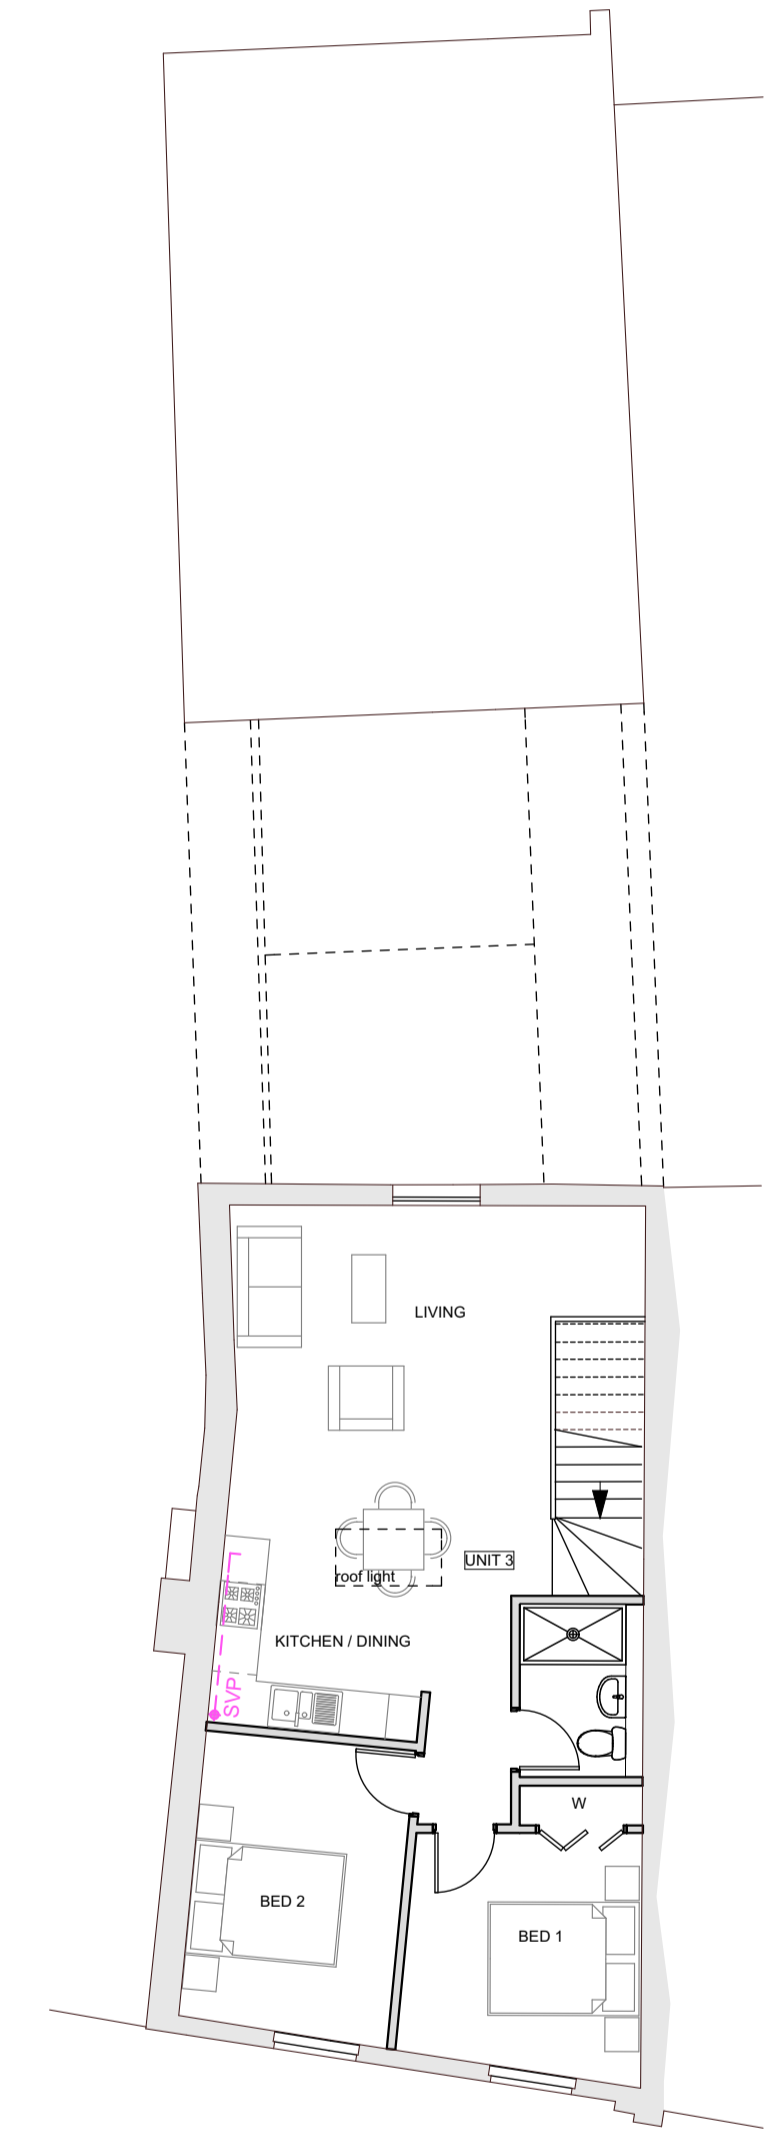 LIVING
UNIT 3
roof light
KITCHEN / DINING
SVP
W
BED 2
BED 1